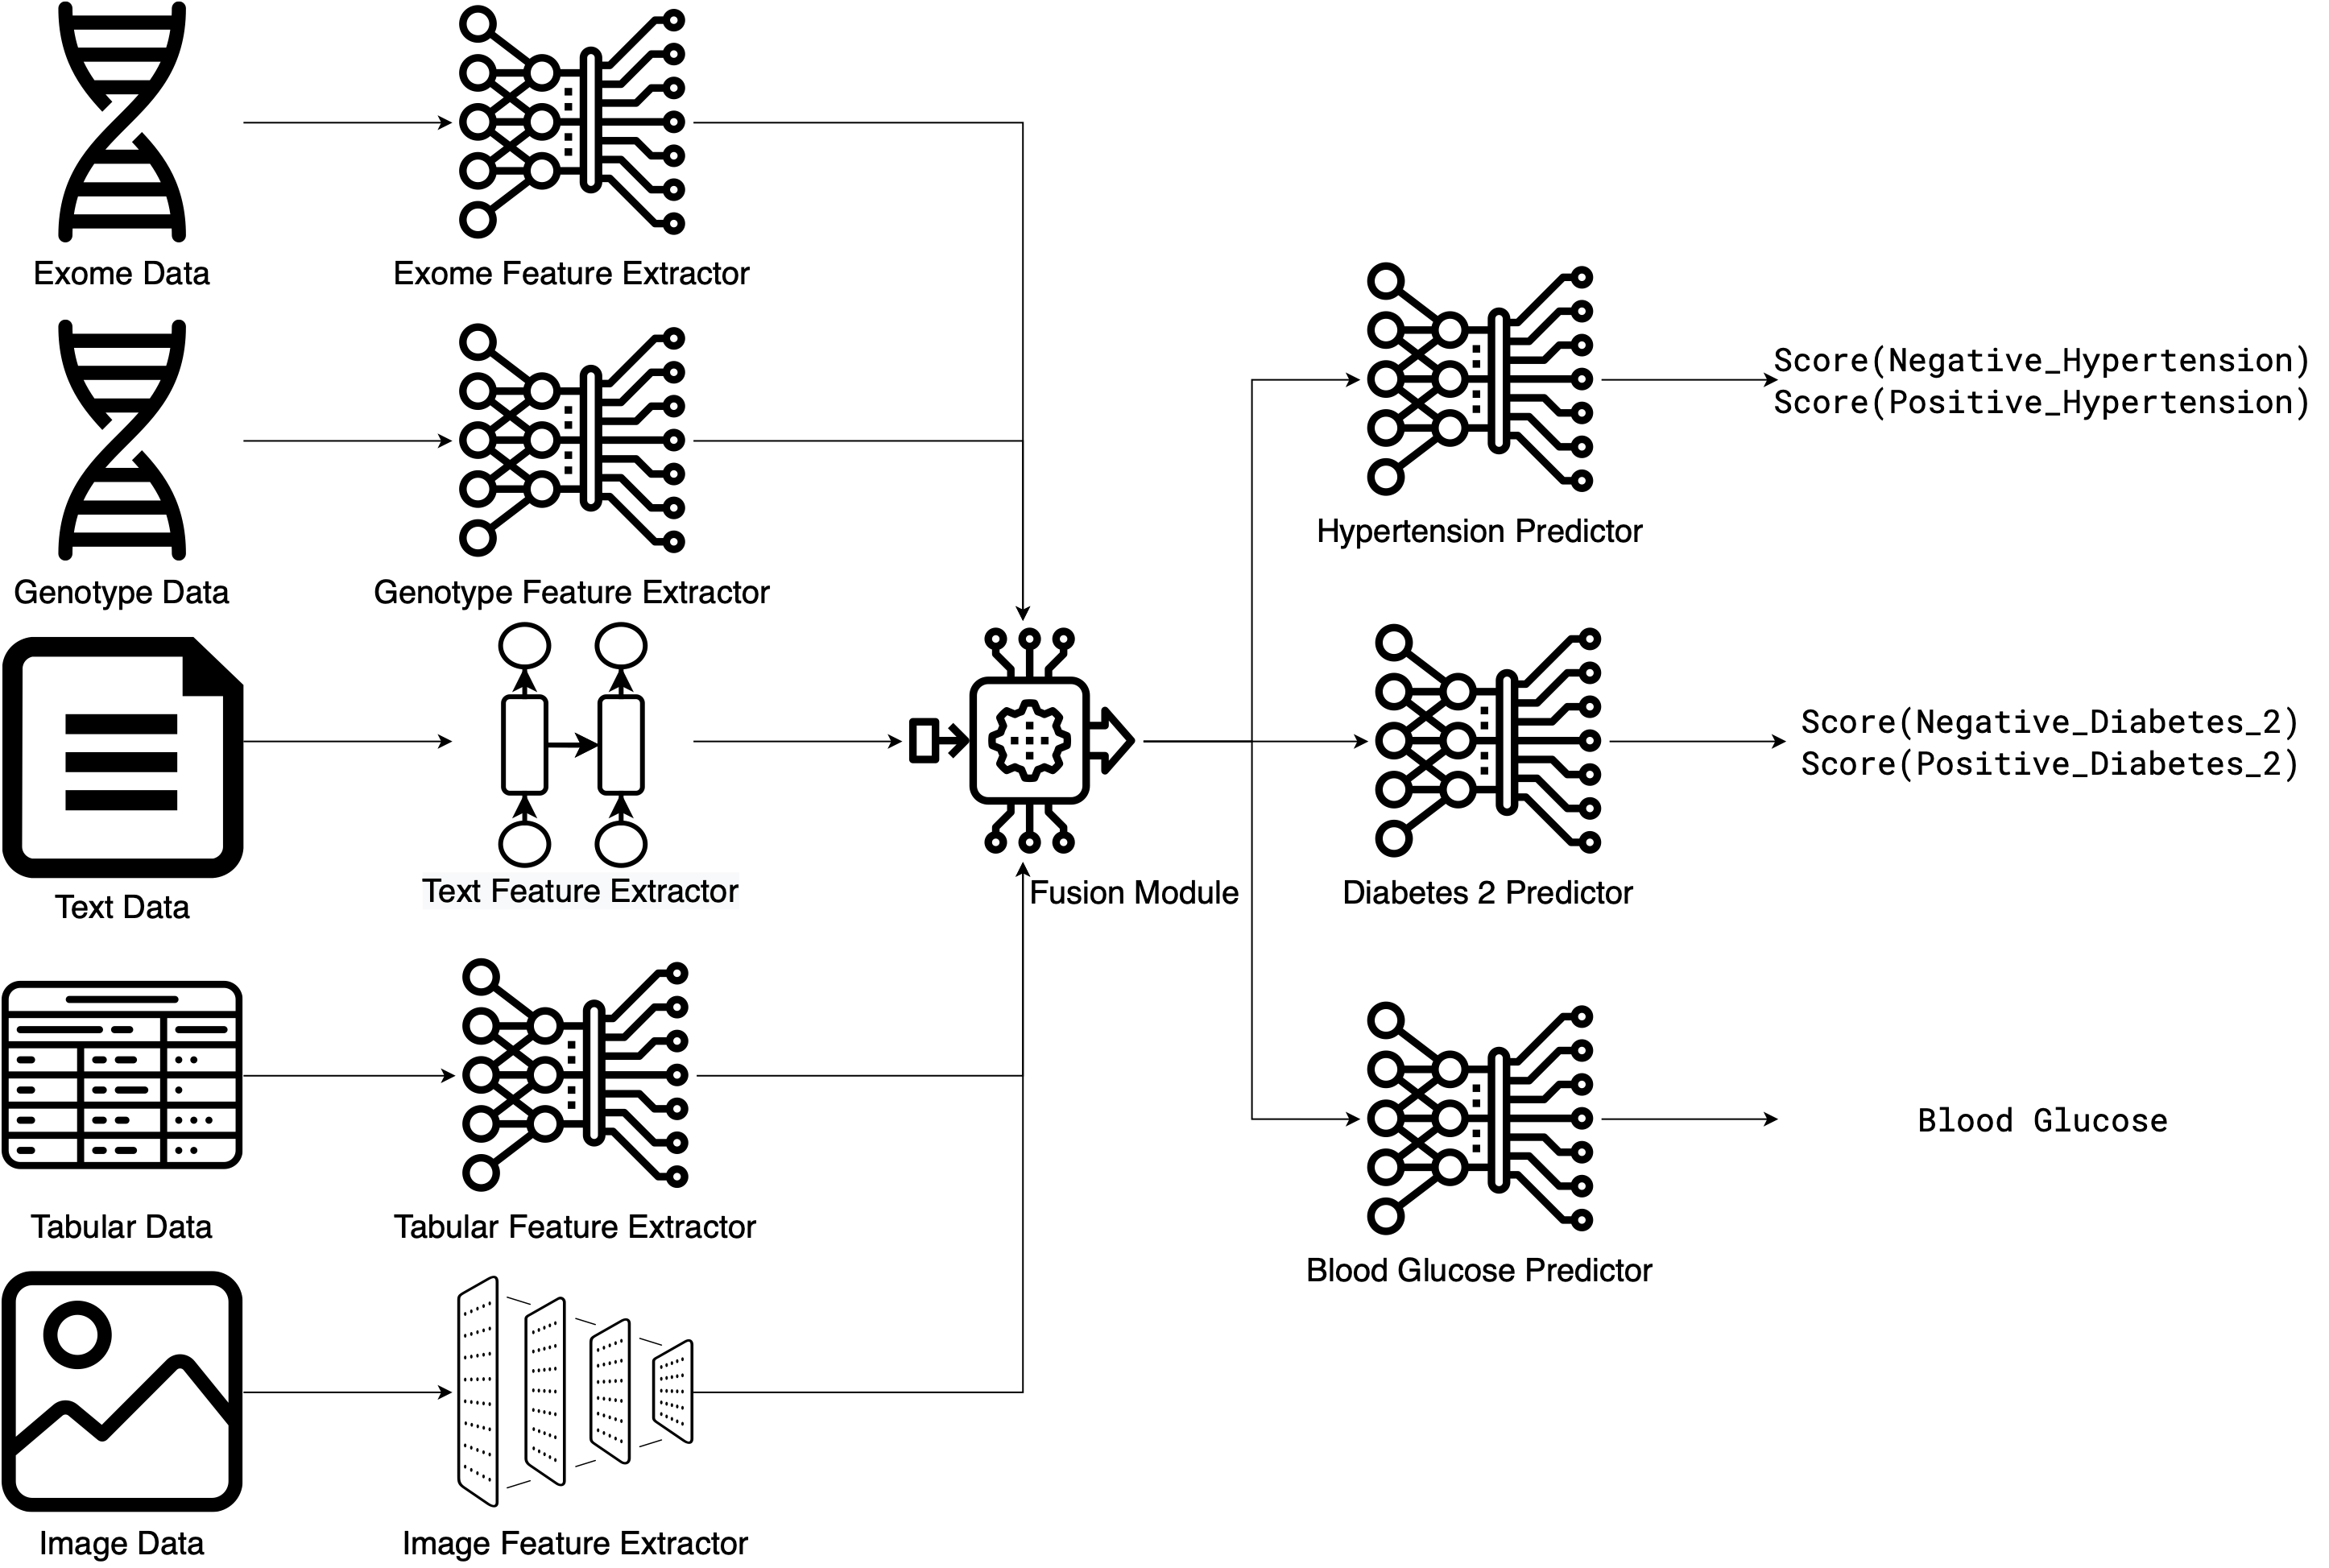 Exome Data
Exome Feature Extractor
Genotype Data
Genotype Feature Extractor
Text Data
Text Feature Extractor
Tabular Data
Tabular Feature Extractor
Image Data
Image Feature Extractor
Fusion Module
Hypertension Predictor
Score(Negative_Hypertension)
Score(Positive_Hypertension)
Diabetes 2 Predictor
Score(Negative_Diabetes_2)
Score(Positive_Diabetes_2)
Blood Glucose Predictor
Blood Glucose